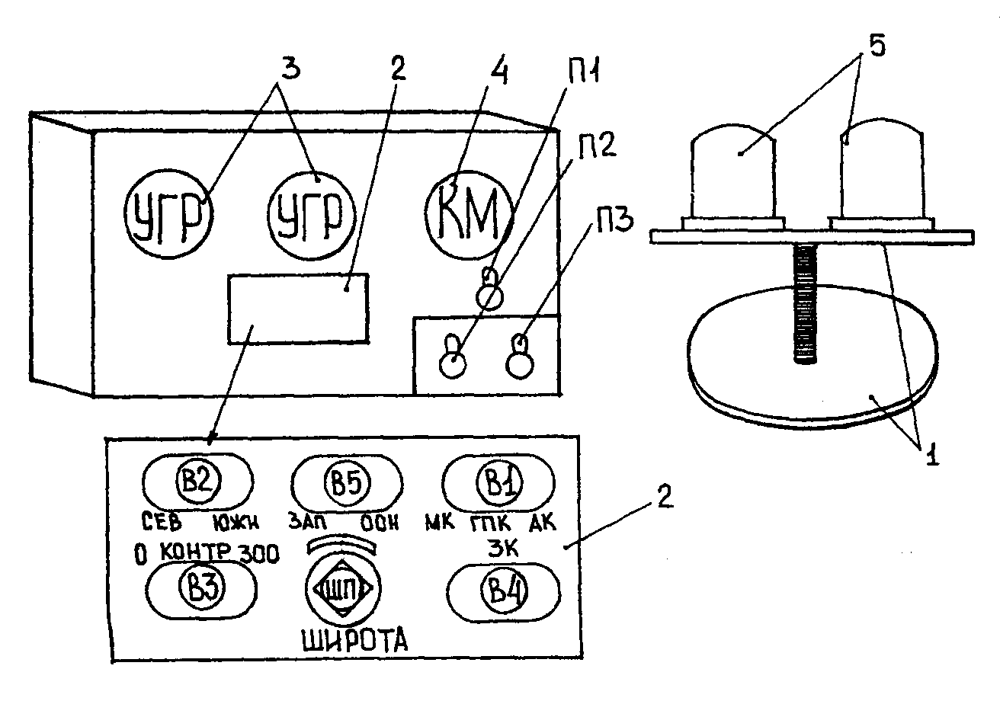 3 2 4 П1 5
П2
УГР УГР КМ П3
1
В2 В5 В1
2
СЕВ ЮЖН ЗАП ОСН МК ГПК АК
0 КОНТР 300 ЗК
В3 ШП В4
ШИРОТА